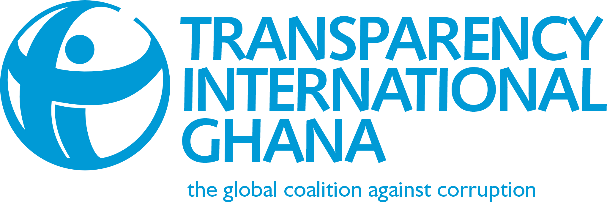 TRANSPARENCY
INTERNATIONAL
GHANA
the global coalition against corruption